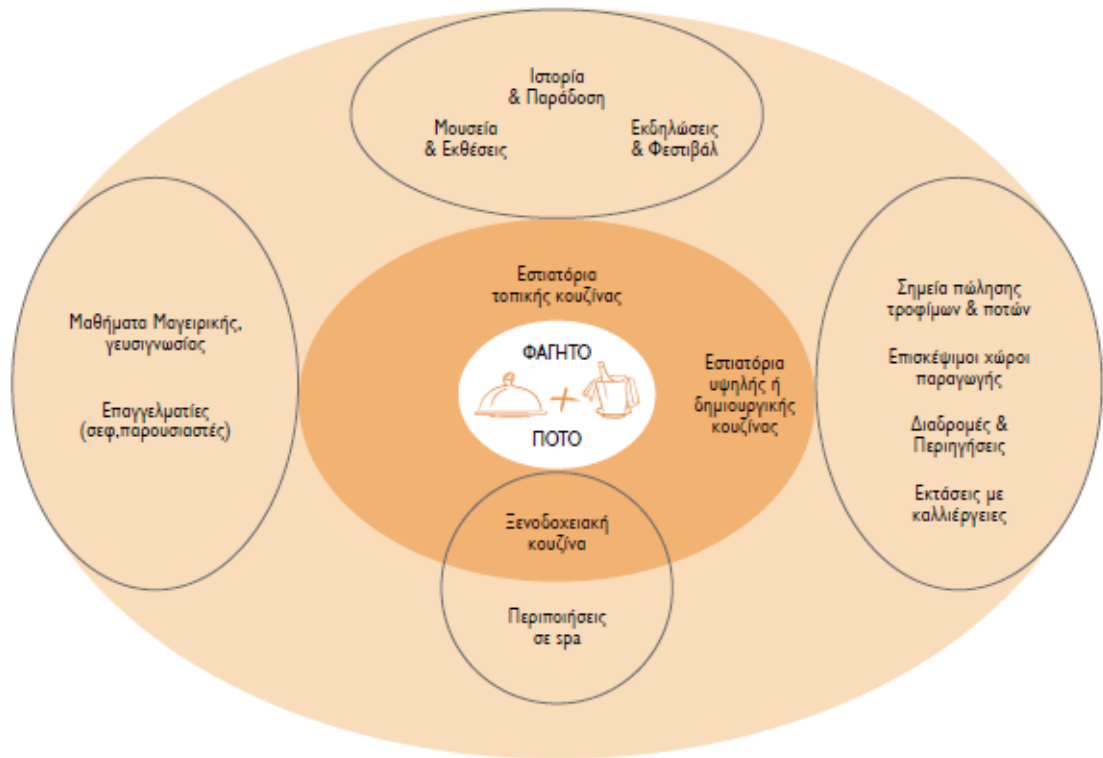 Ιστορία
& Παράδοση
Μουσεία
& Εκθέσεις
Εκδηλώσεις
& Φεστιβάλ
Μαθήματα Μαγειρικής,
γευσιγνωσίας
Επαγγελματίες
(σεφ,παρουσιαστές)
Εστιατόρια
τοπικής κουζίνας
ΦΑΓΗΤΟ
ΠΟΤΟ
Εστιατόρια
υψηλής ή
δημιουργικής
κουζίνας
Σημεία πώλησης
τροφίμων & ποτών
Επισκέψιμοι χώροι
παραγωγής
Διαδρομές &
Περιηγήσεις
Εκτάσεις με
καλλιέργειες
Ξενοδοχειακή
κουζίνα
Περιποιήσεις
σε spa